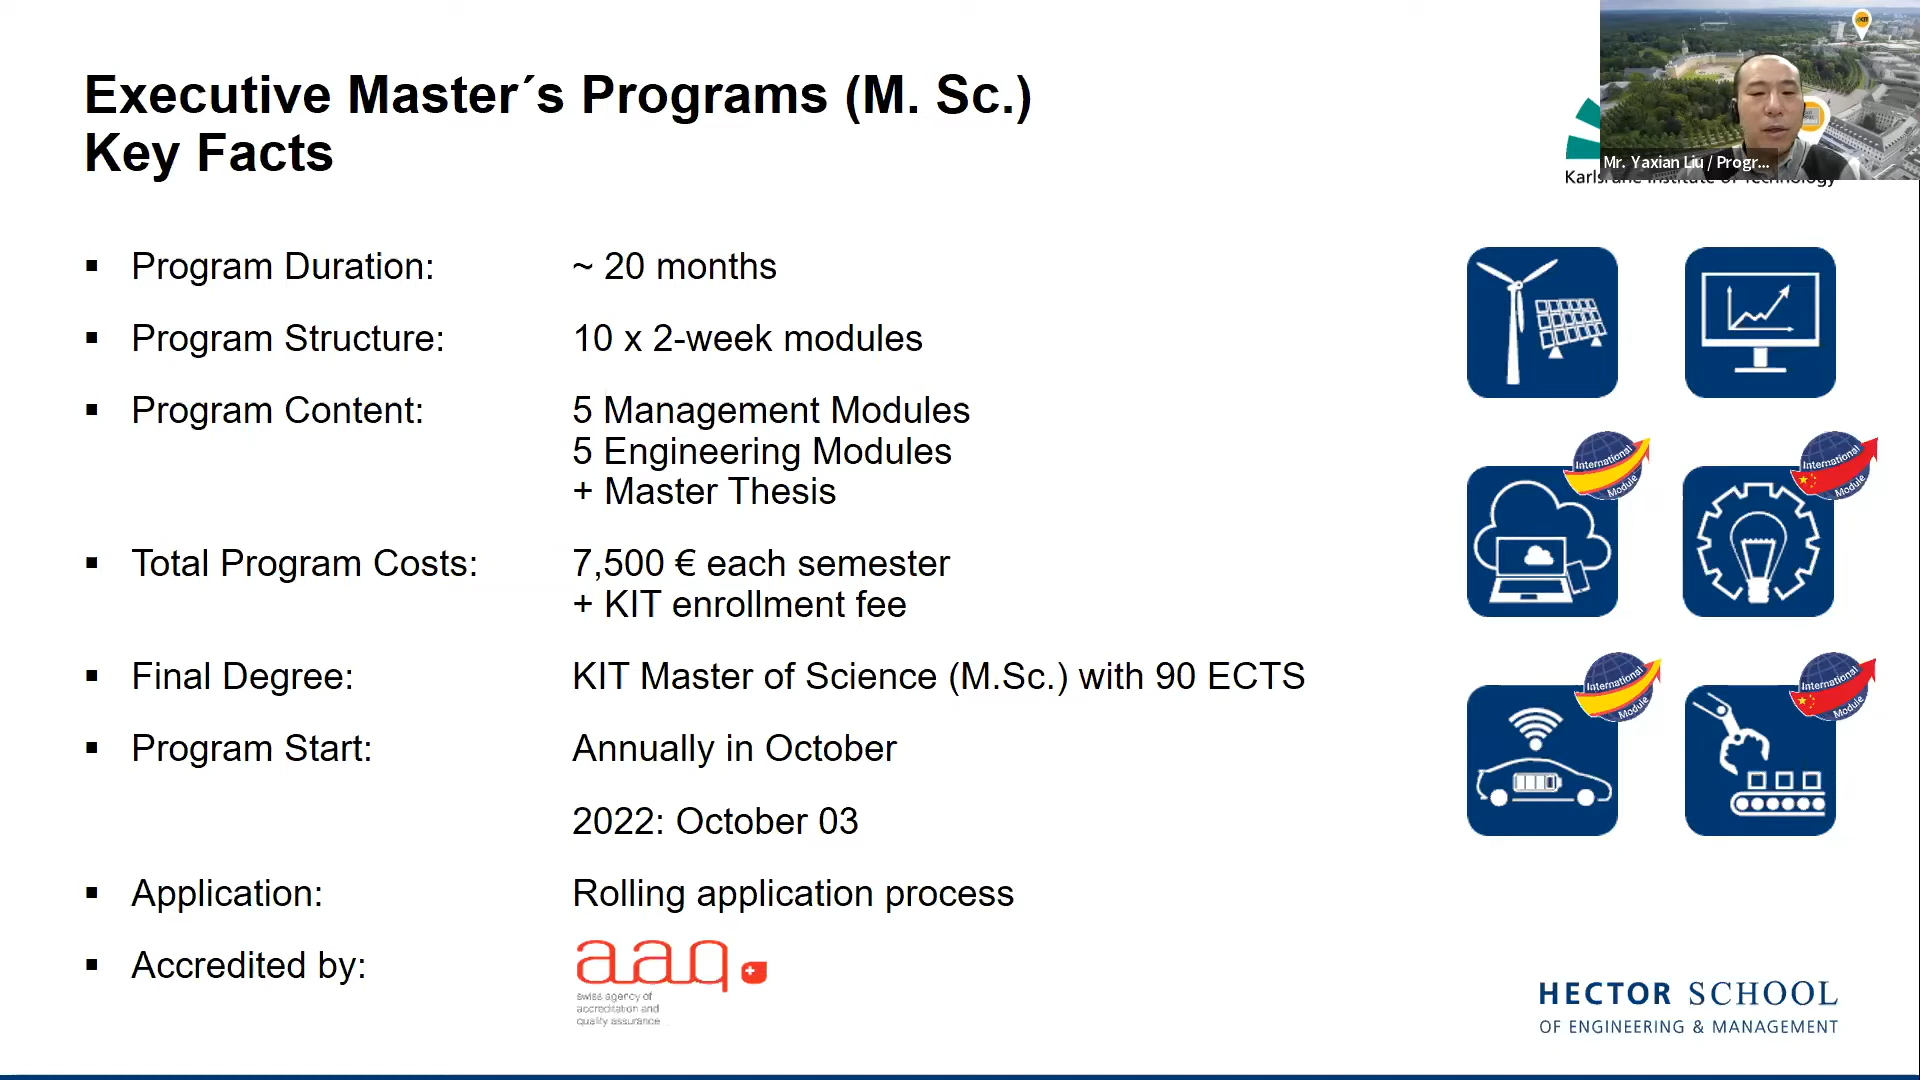 Executive Master´s Programs (M. Sc.)
Key Facts
Mr. Yaxian Liu / Progr...
Karlsruhe Institute of Technology
▪ Program Duration: ~ 20 months
▪ Program Structure: 10 x 2-week modules
▪ Program Content: 5 Management Modules
5 Engineering Modules
+ Master Thesis
▪ Total Program Costs: 7,500 € each semester
+ KIT enrollment fee
▪ Final Degree: KIT Master of Science (M.Sc.) with 90 ECTS
▪ Program Start: Annually in October
2022: October 03
▪ Application: Rolling application process
▪ Accredited by: aaq
swiss agency of
accreditation and
quality assurance
International
Module
International
Module
International
Module
International
Module
HECTOR SCHOOL
OF ENGINEERING & MANAGEMENT